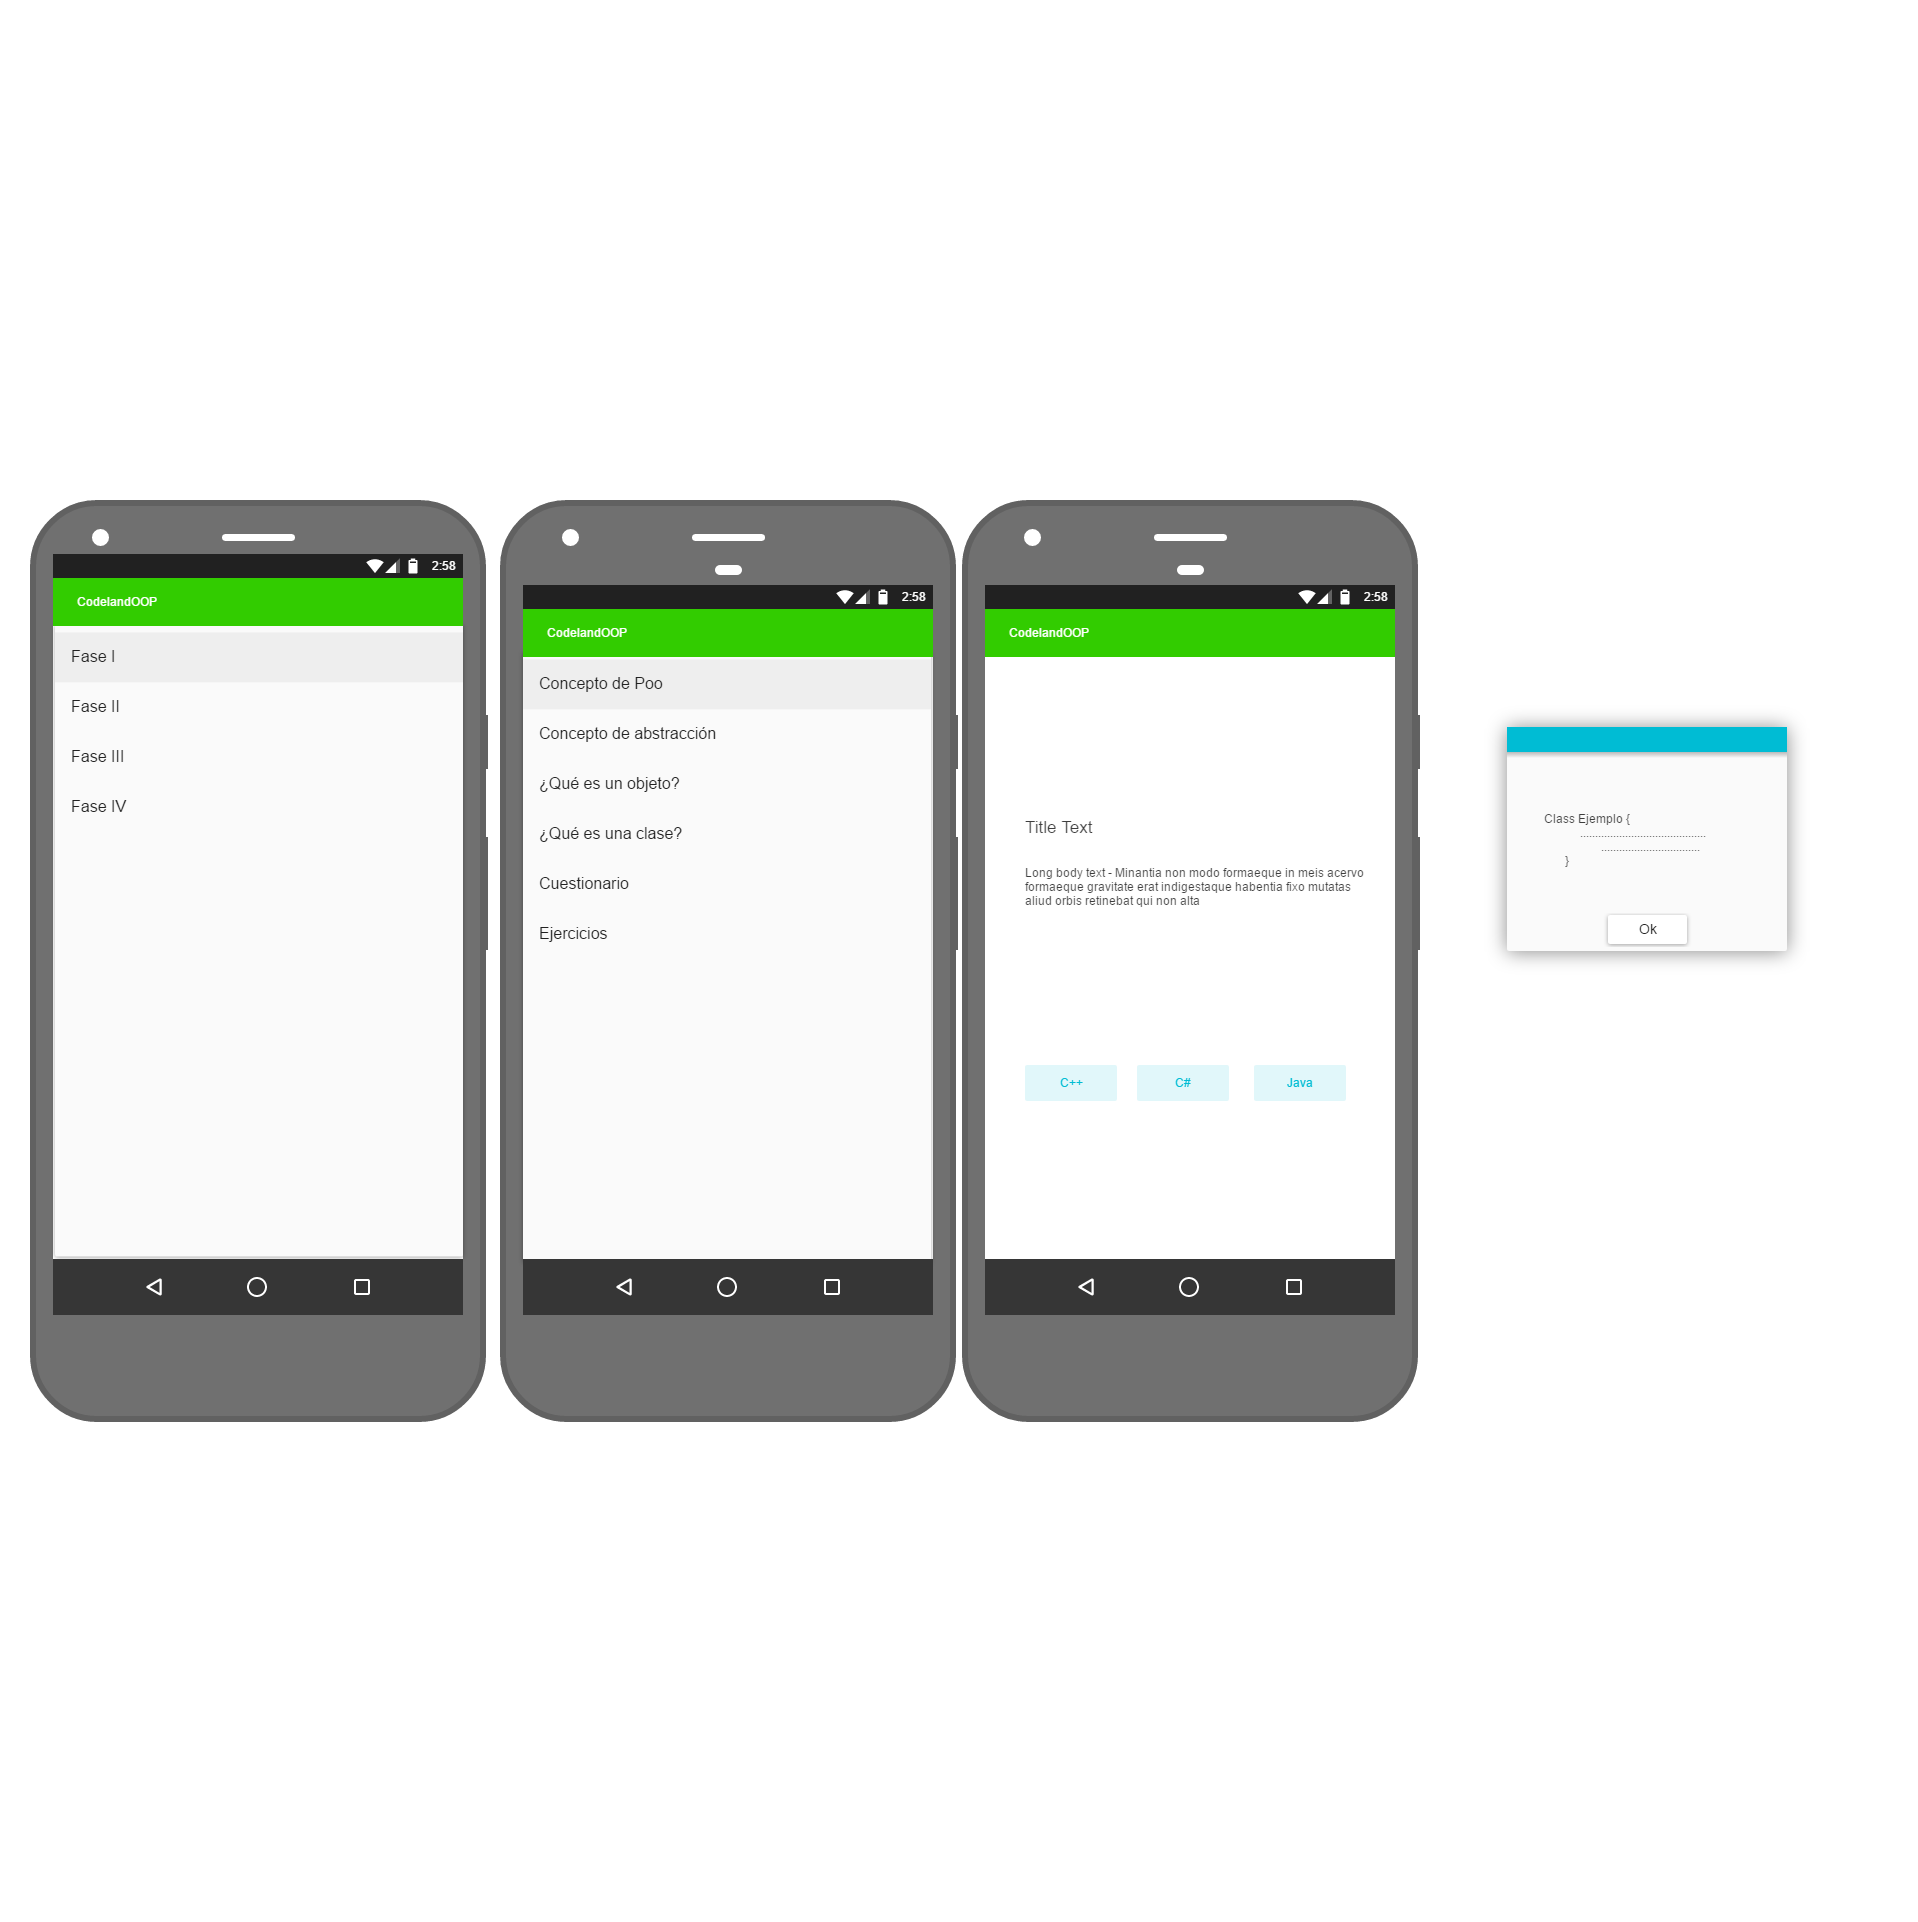 2:58
CodelandOOP
Fase I
Fase II
Fase III
Fase IV
2:58
CodelandOOP
Concepto de Poo
Concepto de abstracción
¿Qué es un objeto?
¿Qué es una clase?
Cuestionario
Ejercicios
2:58
CodelandOOP
Title Text
Long body text - Minantia non modo formaeque in meis acervo
formaeque gravitate erat indigestaque habentia fixo mutatas
aliud orbis retinebat qui non alta
C++
C#
Java
Class Ejemplo {
..........................................
.................................
}
Ok